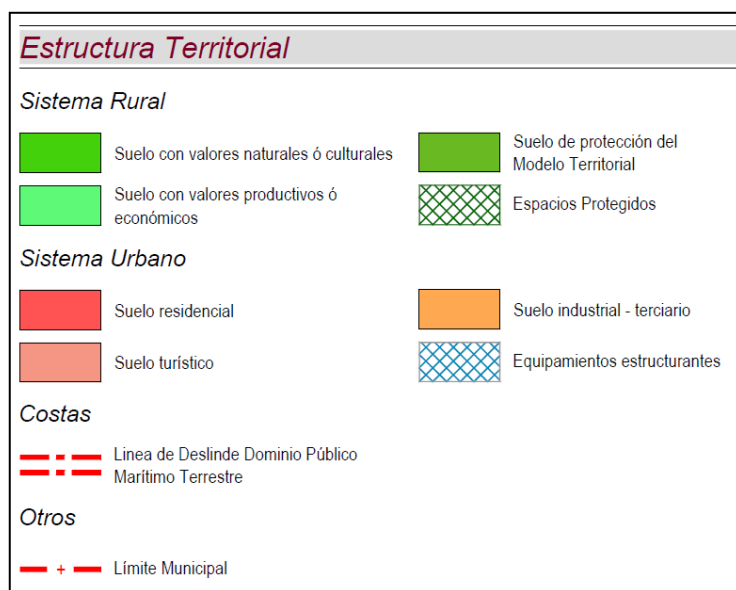 Estructura Territorial
Sistema Rural
Suelo con valores naturales ó culturales
Suelo de protección del
Modelo Territorial
Suelo con valores productivos ó
económicos
Espacios Protegidos
Sistema Urbano
Suelo residencial
Suelo industrial - terciario
Suelo turístico
Equipamientos estructurantes
Costas
Linea de Deslinde Dominio Público
Marítimo Terrestre
Otros
Límite Municipal